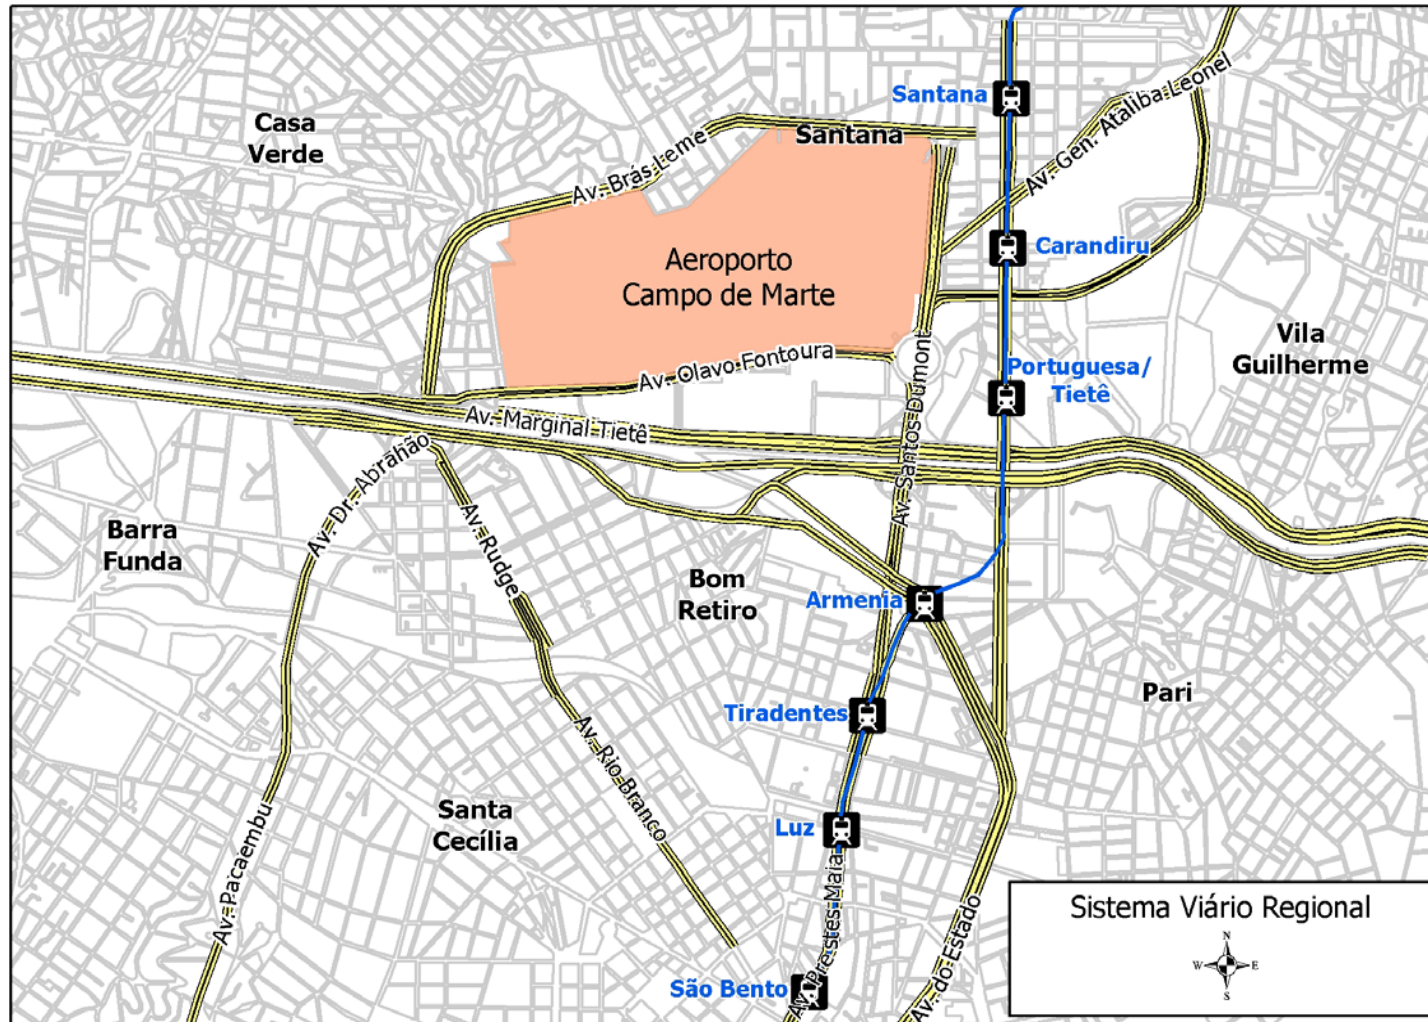 Santana
Av. Gen. Ataliba Leonel
Casa
Verde
Santana
Av. Brás Leme
Carandiru
Aeroporto
Campo de Marte
Vila
Guilherme
Av. Olavo Fontoura
Av. Santos Dumont
Portuguesa/
Tietê
Av. Marginal Tietê
Av. Dr. Abrahão
Av. Rudge
Barra
Funda
Bom
Retiro
Armenia
Pari
Tiradentes
Av. Rio Branco
Santa
Cecília
Luz
Av. Pacaembu
Av. Prestes Maia
Av. do Estado
São Bento
Sistema Viário Regional
N
W
E
S